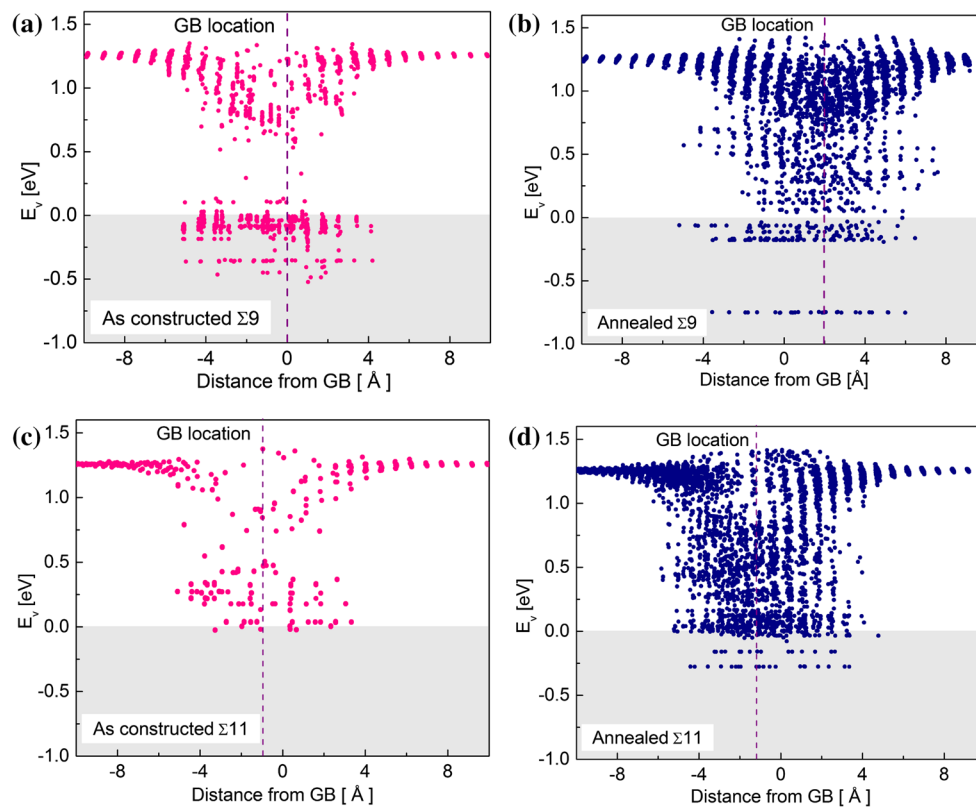 (a)
GB location
1.5
1.0
0.5
0.0
-0.5
-1.0
E_v [eV]
As constructed Σ9
-8 -4 0 4 8
Distance from GB [ Å ]
(b)
GB location
1.5
1.0
0.5
0.0
-0.5
-1.0
E_v [eV]
Annealed Σ9
-8 -4 0 4 8
Distance from GB [Å]
(c)
GB location
1.5
1.0
0.5
0.0
-0.5
-1.0
E_v [eV]
As constructed Σ11
-8 -4 0 4 8
Distance from GB [ Å ]
(d)
GB location
1.5
1.0
0.5
0.0
-0.5
-1.0
E_v [eV]
Annealed Σ11
-8 -4 0 4 8
Distance from GB [ Å ]